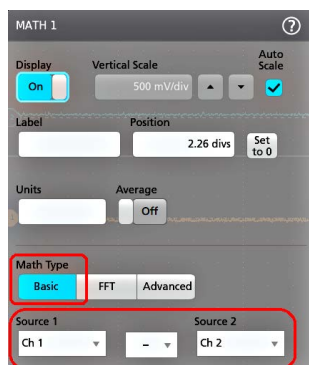 MATH 1 ?
Display Vertical Scale Auto Scale
On 500 mV/div
Label Position
2.26 divs Set to 0
Units Average
Off
Math Type
Basic FFT Advanced
Source 1 Source 2
Ch 1 - Ch 2